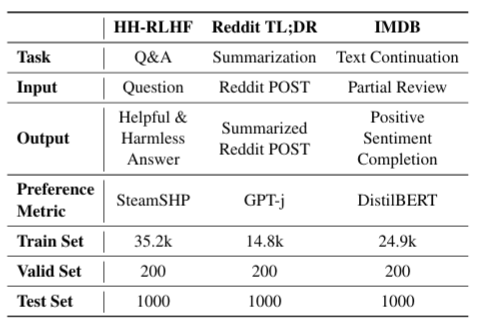 HH-RLHF Reddit TL;DR IMDB
Task Q&A Summarization Text Continuation
Input Question Reddit POST Partial Review
Output Helpful & Harmless Answer Summarized Reddit POST Positive Sentiment Completion
Preference Metric SteamSHP GPT-j DistilBERT
Train Set 35.2k 14.8k 24.9k
Valid Set 200 200 200
Test Set 1000 1000 1000